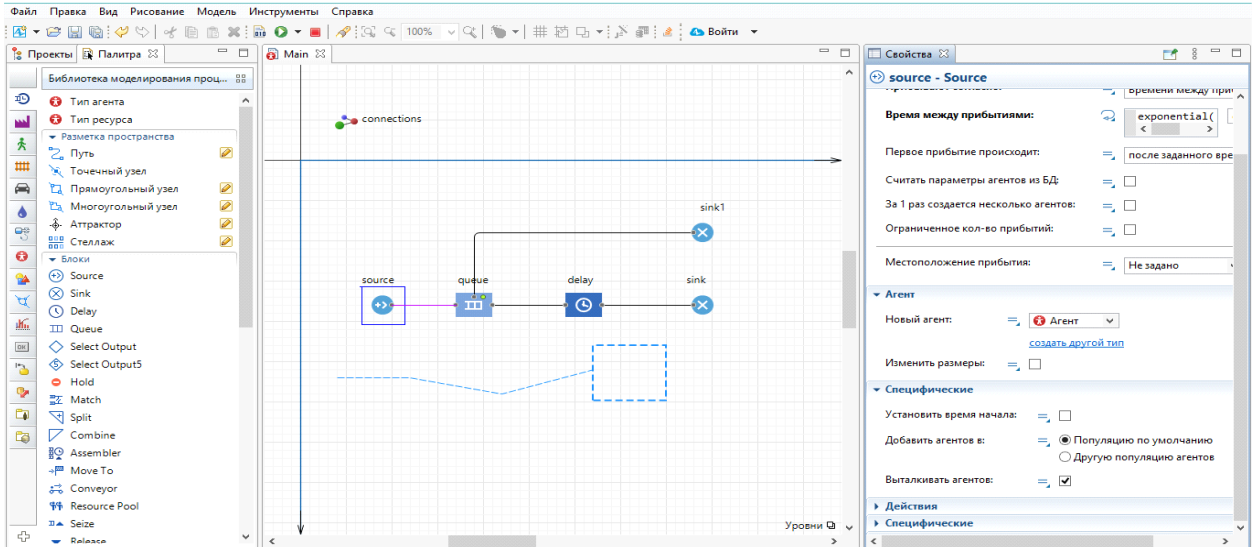 Файл Правка Вид Рисование Модель Инструменты Справка
100% Войти
Проекты Палитра
Библиотека моделирования проц...
Тип агента
Тип ресурса
Разметка пространства
Путь
Точечный узел
Прямоугольный узел
Многоугольный узел
Аттрактор
Стеллаж
Блоки
Source
Sink
Delay
Queue
Select Output
Select Output5
Hold
Match
Split
Combine
Assembler
Move To
Conveyor
Resource Pool
Seize
Release
Main
connections
sink1
source queue delay sink
Уровни
Свойства
source - Source
Время между прибытиями: exponential(
Первое прибытие происходит: после заданного вре
Считать параметры агентов из БД:
За 1 раз создается несколько агентов:
Ограниченное кол-во прибытий:
Местоположение прибытия: Не задано
Агент
Новый агент: Агент
создать другой тип
Изменить размеры:
Специфические
Установить время начала:
Добавить агентов в: Популяцию по умолчанию
Другую популяцию агентов
Выталкивать агентов:
Действия
Специфические